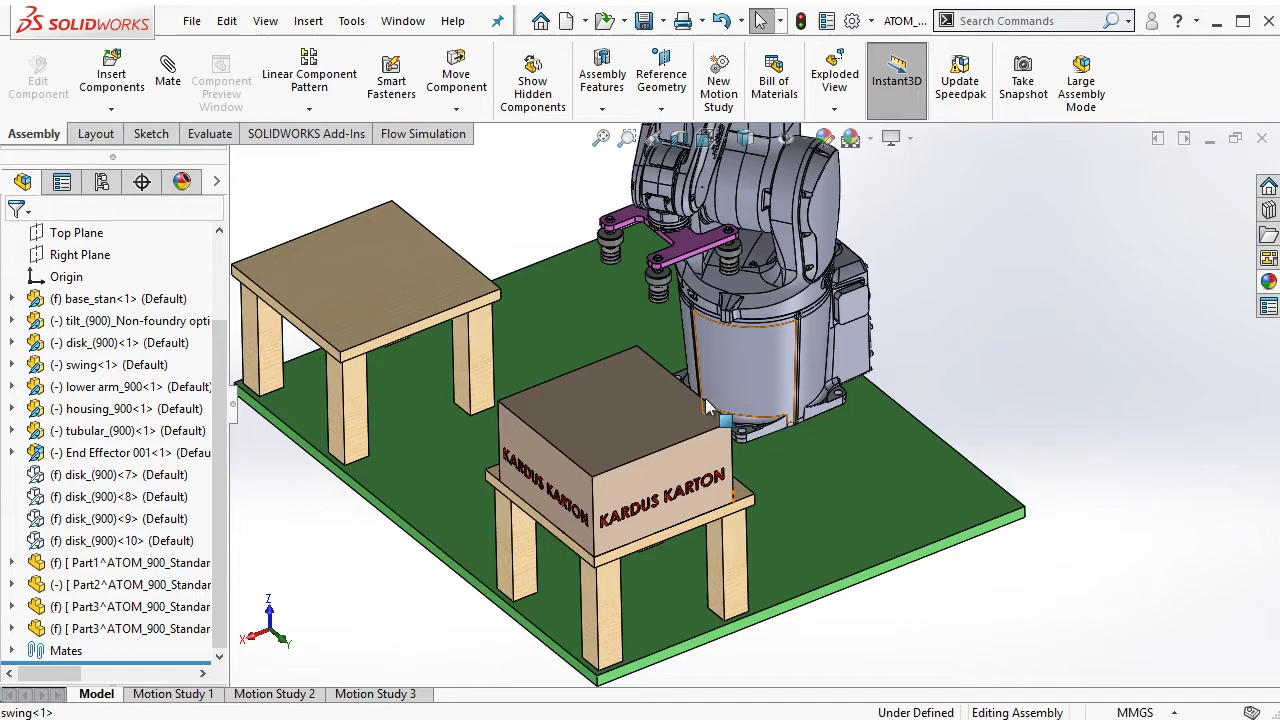 SOLIDWORKS File Edit View Insert Tools Window Help ATOM_... Search Commands ?
Edit Component
Insert Components
Mate
Component Preview Window
Linear Component Pattern
Smart Fasteners
Move Component
Show Hidden Components
Assembly Features
Reference Geometry
New Motion Study
Bill of Materials
Exploded View
Instant3D
Update Speedpak
Take Snapshot
Large Assembly Mode
Assembly Layout Sketch Evaluate SOLIDWORKS Add-Ins Flow Simulation
Top Plane
Right Plane
Origin
(f) base_stan<1> (Default)
(-) tilt_(900)_Non-foundry opti
(-) disk_(900)<1> (Default)
(-) swing<1> (Default)
(-) lower arm_900<1> (Default)
(-) housing_900<1> (Default)
(-) tubular_(900)<1> (Default)
(-) End Effector 001<1> (Defau
(f) disk_(900)<7> (Default)
(f) disk_(900)<8> (Default)
(f) disk_(900)<9> (Default)
(f) disk_(900)<10> (Default)
(f) [ Part1^ATOM_900_Standar
(-) [ Part2^ATOM_900_Standar
(f) [ Part3^ATOM_900_Standar
(f) [ Part3^ATOM_900_Standar
Mates
KARDUS KARTON
KARDUS KARTON
Z
X
Y
Model Motion Study 1 Motion Study 2 Motion Study 3
swing<1> Under Defined Editing Assembly MMGS